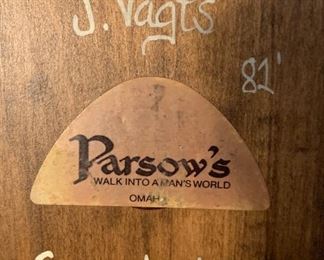 J. Vagts
82'
Parsow's
WALK INTO A MAN'S WORLD
OMAHA